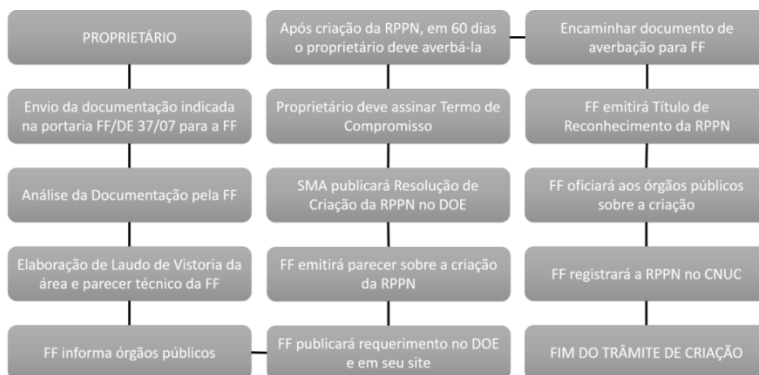 PROPRIETÁRIO
Envio da documentação indicada
na portaria FF/DE 37/07 para a FF
Análise da Documentação pela FF
Elaboração de Laudo de Vistoria da
área e parecer técnico da FF
FF informa órgãos públicos
FF publicará requerimento no DOE
e em seu site
FF emitirá parecer sobre a criação
da RPPN
SMA publicará Resolução de
Criação da RPPN no DOE
Proprietário deve assinar Termo de
Compromisso
Após criação da RPPN, em 60 dias
o proprietário deve averbá-la
Encaminhar documento de
averbação para FF
FF emitirá Título de
Reconhecimento da RPPN
FF oficiará aos órgãos públicos
sobre a criação
FF registrará a RPPN no CNUC
FIM DO TRÂMITE DE CRIAÇÃO